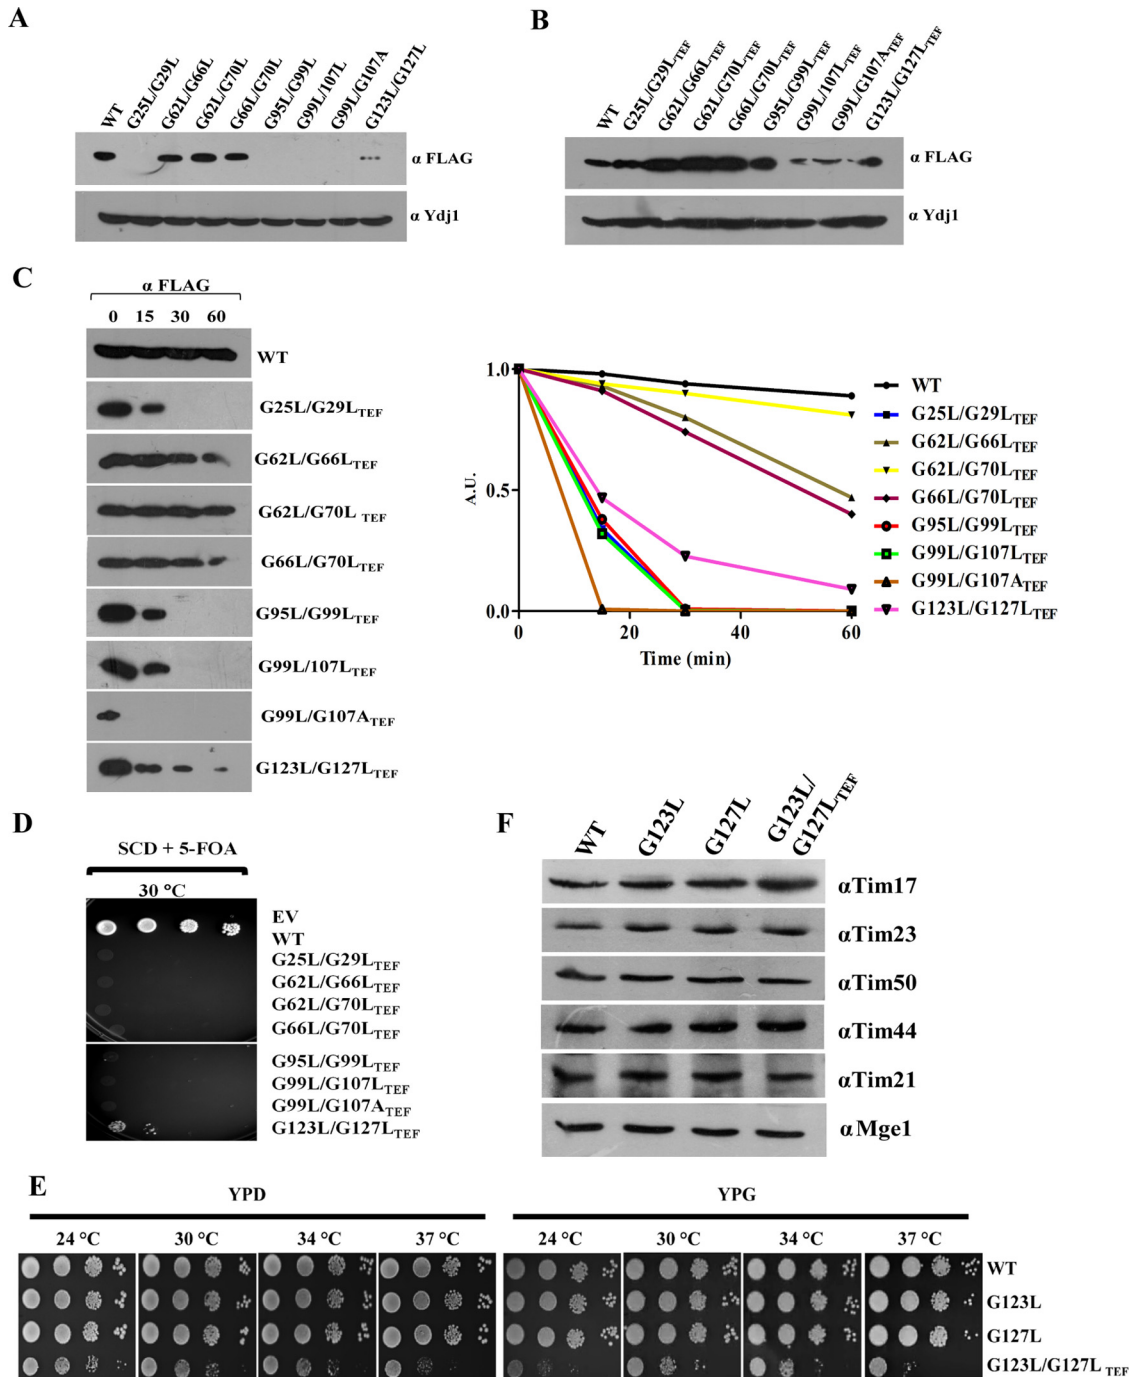 A
WT
G25L/G29L
G62L/G66L
G62L/G70L
G66L/G70L
G95L/G99L
G99L/107L
G99L/G107A
G123L/G127L
α FLAG
α Ydj1
B
WT
G25L/G29LTEF
G62L/G66LTEF
G62L/G70LTEF
G66L/G70LTEF
G95L/G99LTEF
G99L/107LTEF
G99L/G107ATEF
G123L/G127LTEF
α FLAG
α Ydj1
C
α FLAG
0 15 30 60
WT
G25L/G29LTEF
G62L/G66LTEF
G62L/G70L TEF
G66L/G70LTEF
G95L/G99LTEF
G99L/107LTEF
G99L/G107ATEF
G123L/G127LTEF
1.0
0.5
0.0
A.U.
0 20 40 60
Time (min)
WT
G25L/G29LTEF
G62L/G66LTEF
G62L/G70LTEF
G66L/G70LTEF
G95L/G99LTEF
G99L/G107LTEF
G99L/G107ATEF
G123L/G127LTEF
D
SCD + 5-FOA
30 °C
EV
WT
G25L/G29LTEF
G62L/G66LTEF
G62L/G70LTEF
G66L/G70LTEF
G95L/G99LTEF
G99L/G107LTEF
G99L/G107ATEF
G123L/G127LTEF
F
WT
G123L
G127L
G123L/
G127LTEF
αTim17
αTim23
αTim50
αTim44
αTim21
α Mge1
E
YPD YPG
24 °C 30 °C 34 °C 37 °C 24 °C 30 °C 34 °C 37 °C
WT
G123L
G127L
G123L/G127L TEF